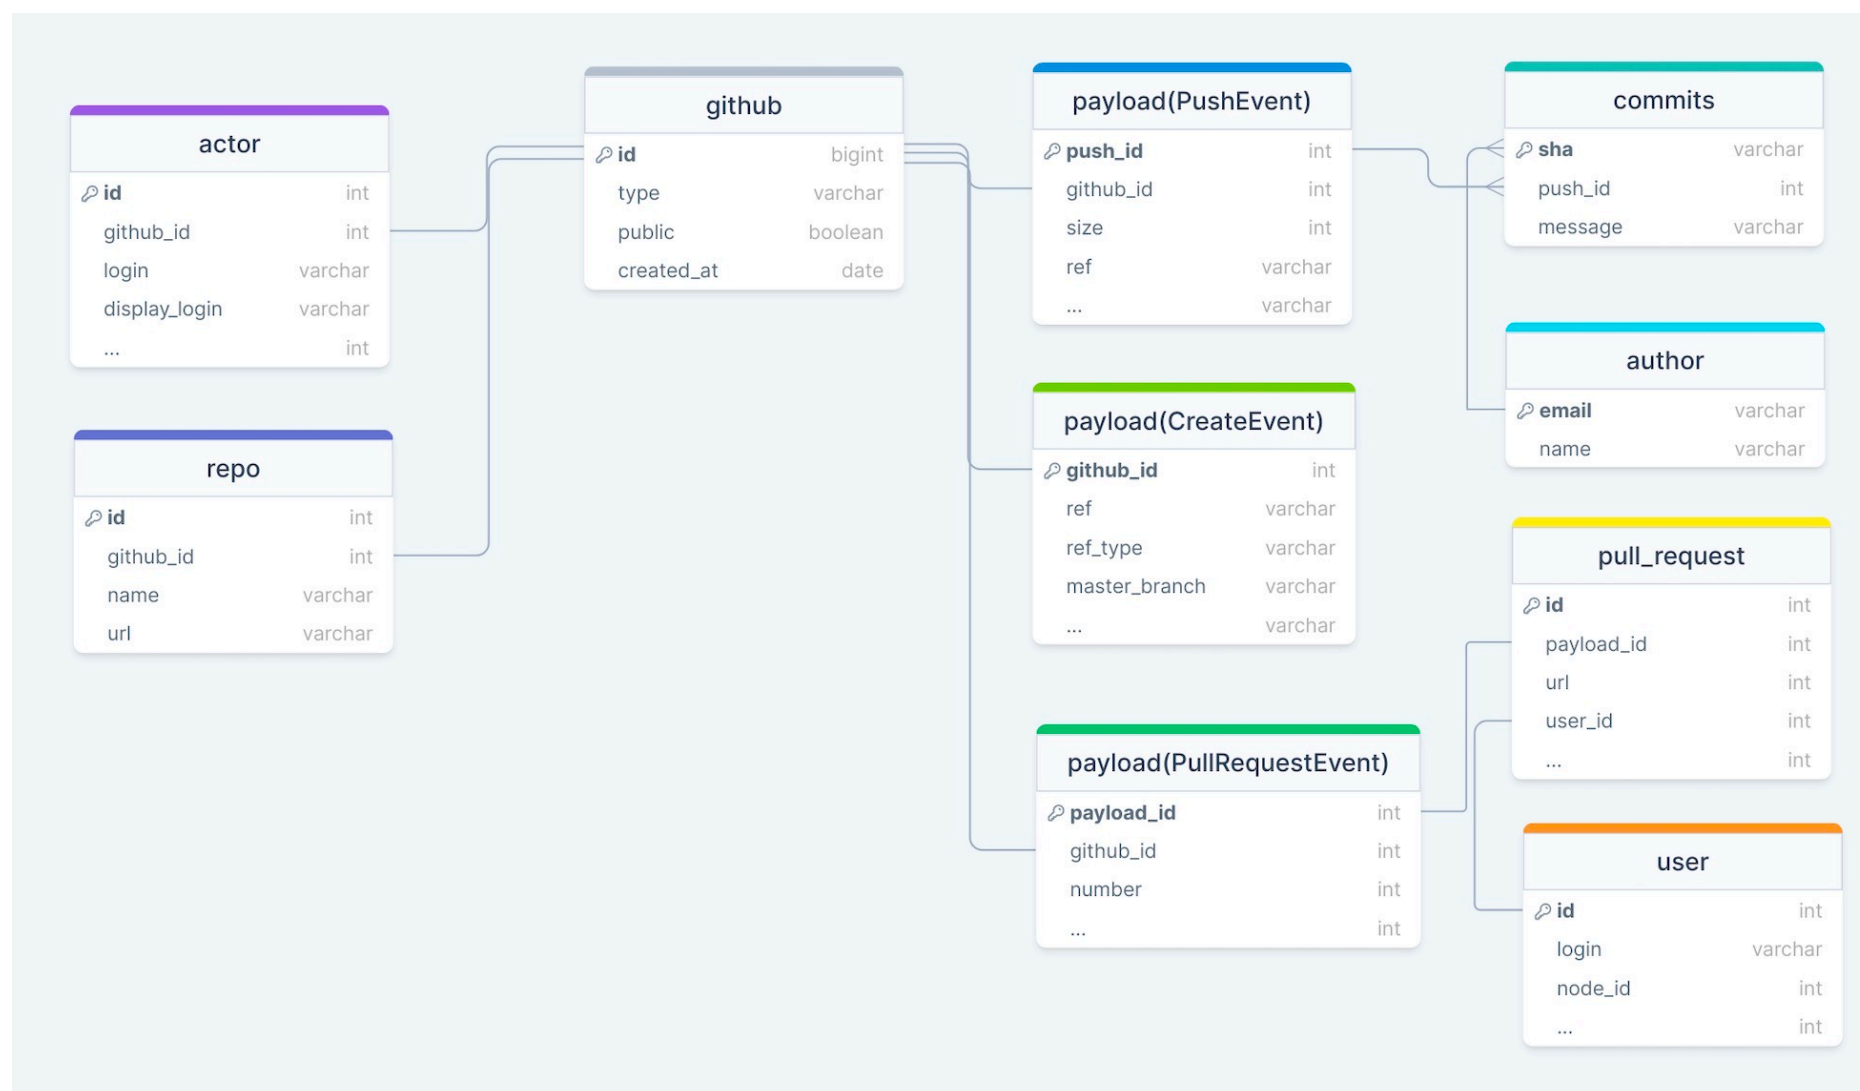 actor
id int
github_id int
login varchar
display_login varchar
... int
repo
id int
github_id int
name varchar
url varchar
github
id bigint
type varchar
public boolean
created_at date
payload(PushEvent)
push_id int
github_id int
size int
ref varchar
... varchar
payload(CreateEvent)
github_id int
ref varchar
ref_type varchar
master_branch varchar
... varchar
payload(PullRequestEvent)
payload_id int
github_id int
number int
... int
commits
sha varchar
push_id int
message varchar
author
email varchar
name varchar
pull_request
id int
payload_id int
url int
user_id int
... int
user
id int
login varchar
node_id int
... int